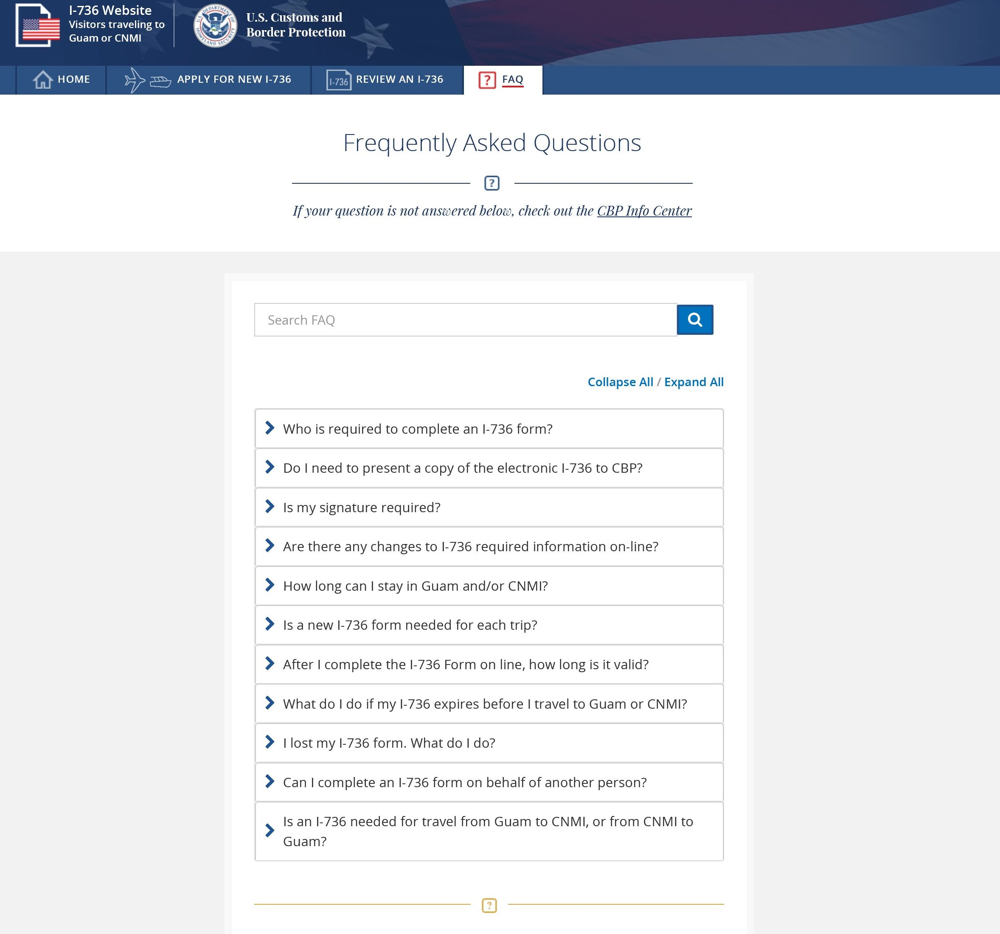 I-736 Website
Visitors traveling to
Guam or CNMI
U.S. DEPARTMENT OF
HOMELAND SECURITY
U.S. Customs and
Border Protection
HOME
APPLY FOR NEW I-736
I-736
REVIEW AN I-736
?
FAQ
Frequently Asked Questions
?
If your question is not answered below, check out the CBP Info Center
Search FAQ
Collapse All / Expand All
Who is required to complete an I-736 form?
Do I need to present a copy of the electronic I-736 to CBP?
Is my signature required?
Are there any changes to I-736 required information on-line?
How long can I stay in Guam and/or CNMI?
Is a new I-736 form needed for each trip?
After I complete the I-736 Form on line, how long is it valid?
What do I do if my I-736 expires before I travel to Guam or CNMI?
I lost my I-736 form. What do I do?
Can I complete an I-736 form on behalf of another person?
Is an I-736 needed for travel from Guam to CNMI, or from CNMI to
Guam?
?